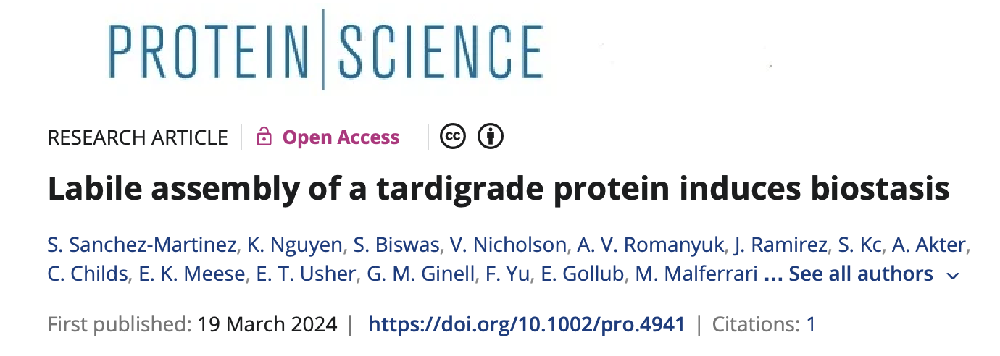 PROTEIN SCIENCE
RESEARCH ARTICLE Open Access cc
Labile assembly of a tardigrade protein induces biostasis
S. Sanchez-Martinez, K. Nguyen, S. Biswas, V. Nicholson, A. V. Romanyuk, J. Ramirez, S. Kc, A. Akter,
C. Childs, E. K. Meese, E. T. Usher, G. M. Ginell, F. Yu, E. Gollub, M. Malferrari ... See all authors
First published: 19 March 2024 | https://doi.org/10.1002/pro.4941 | Citations: 1